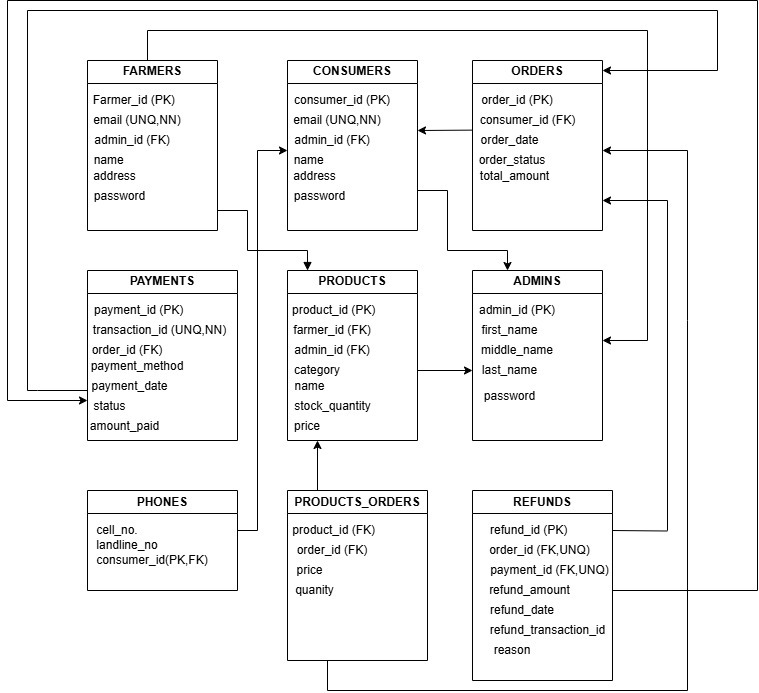 FARMERS
Farmer_id (PK)
email (UNQ,NN)
admin_id (FK)
name
address
password
CONSUMERS
consumer_id (PK)
email (UNQ,NN)
admin_id (FK)
name
address
password
ORDERS
order_id (PK)
consumer_id (FK)
order_date
order_status
total_amount
PAYMENTS
payment_id (PK)
transaction_id (UNQ,NN)
order_id (FK)
payment_method
payment_date
status
amount_paid
PRODUCTS
product_id (PK)
farmer_id (FK)
admin_id (FK)
category
name
stock_quantity
price
ADMINS
admin_id (PK)
first_name
middle_name
last_name
password
PHONES
cell_no.
landline_no
consumer_id(PK,FK)
PRODUCTS_ORDERS
product_id (FK)
order_id (FK)
price
quanity
REFUNDS
refund_id (PK)
order_id (FK,UNQ)
payment_id (FK,UNQ)
refund_amount
refund_date
refund_transaction_id
reason